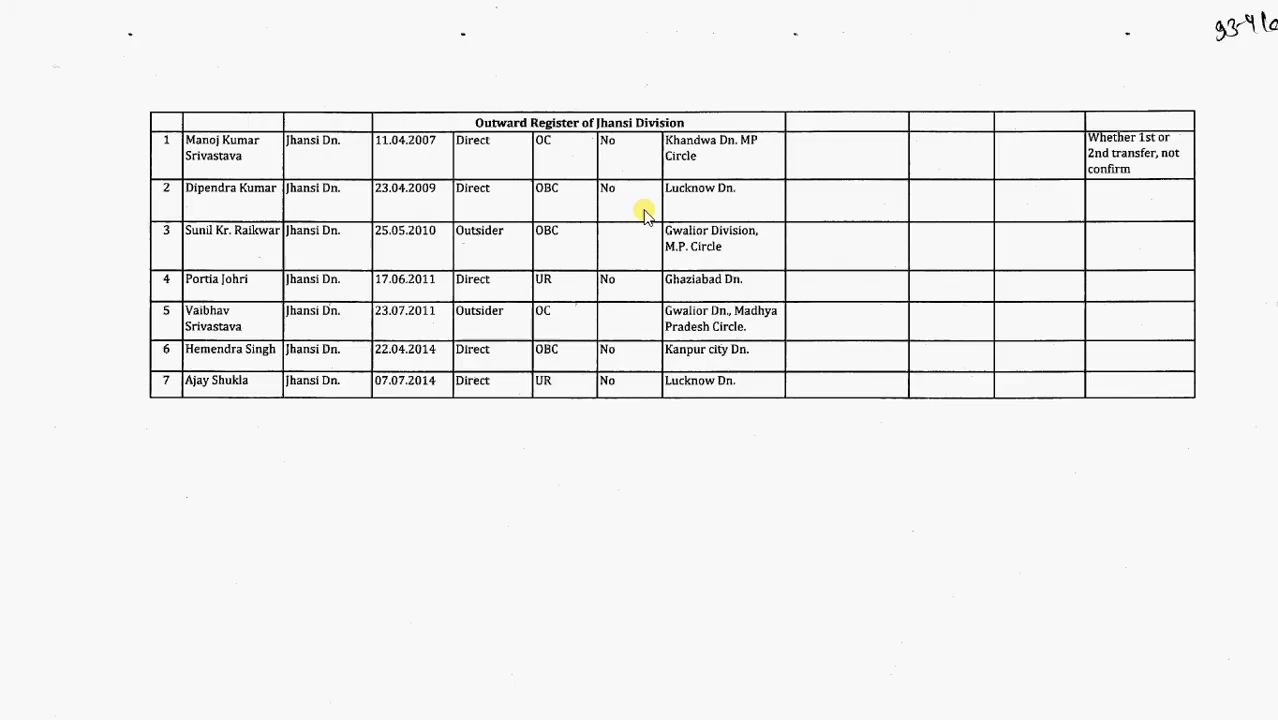 93-4
Outward Register of Jhansi Division
1 Manoj Kumar Srivastava Jhansi Dn. 11.04.2007 Direct OC No Khandwa Dn. MP Circle Whether 1st or 2nd transfer, not confirm
2 Dipendra Kumar Jhansi Dn. 23.04.2009 Direct OBC No Lucknow Dn.
3 Sunil Kr. Raikwar Jhansi Dn. 25.05.2010 Outsider OBC Gwalior Division, M.P. Circle
4 Portia Johri Jhansi Dn. 17.06.2011 Direct UR No Ghaziabad Dn.
5 Vaibhav Srivastava Jhansi Dn. 23.07.2011 Outsider OC Gwalior Dn., Madhya Pradesh Circle.
6 Hemendra Singh Jhansi Dn. 22.04.2014 Direct OBC No Kanpur city Dn.
7 Ajay Shukla Jhansi Dn. 07.07.2014 Direct UR No Lucknow Dn.